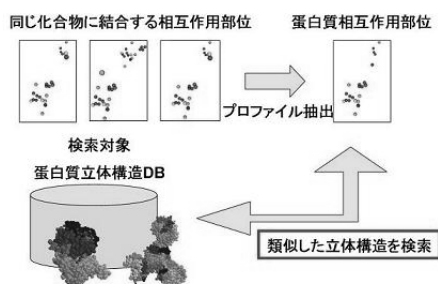 同じ化合物に結合する相互作用部位
蛋白質相互作用部位
プロファイル抽出
検索対象
蛋白質立体構造DB
類似した立体構造を検索